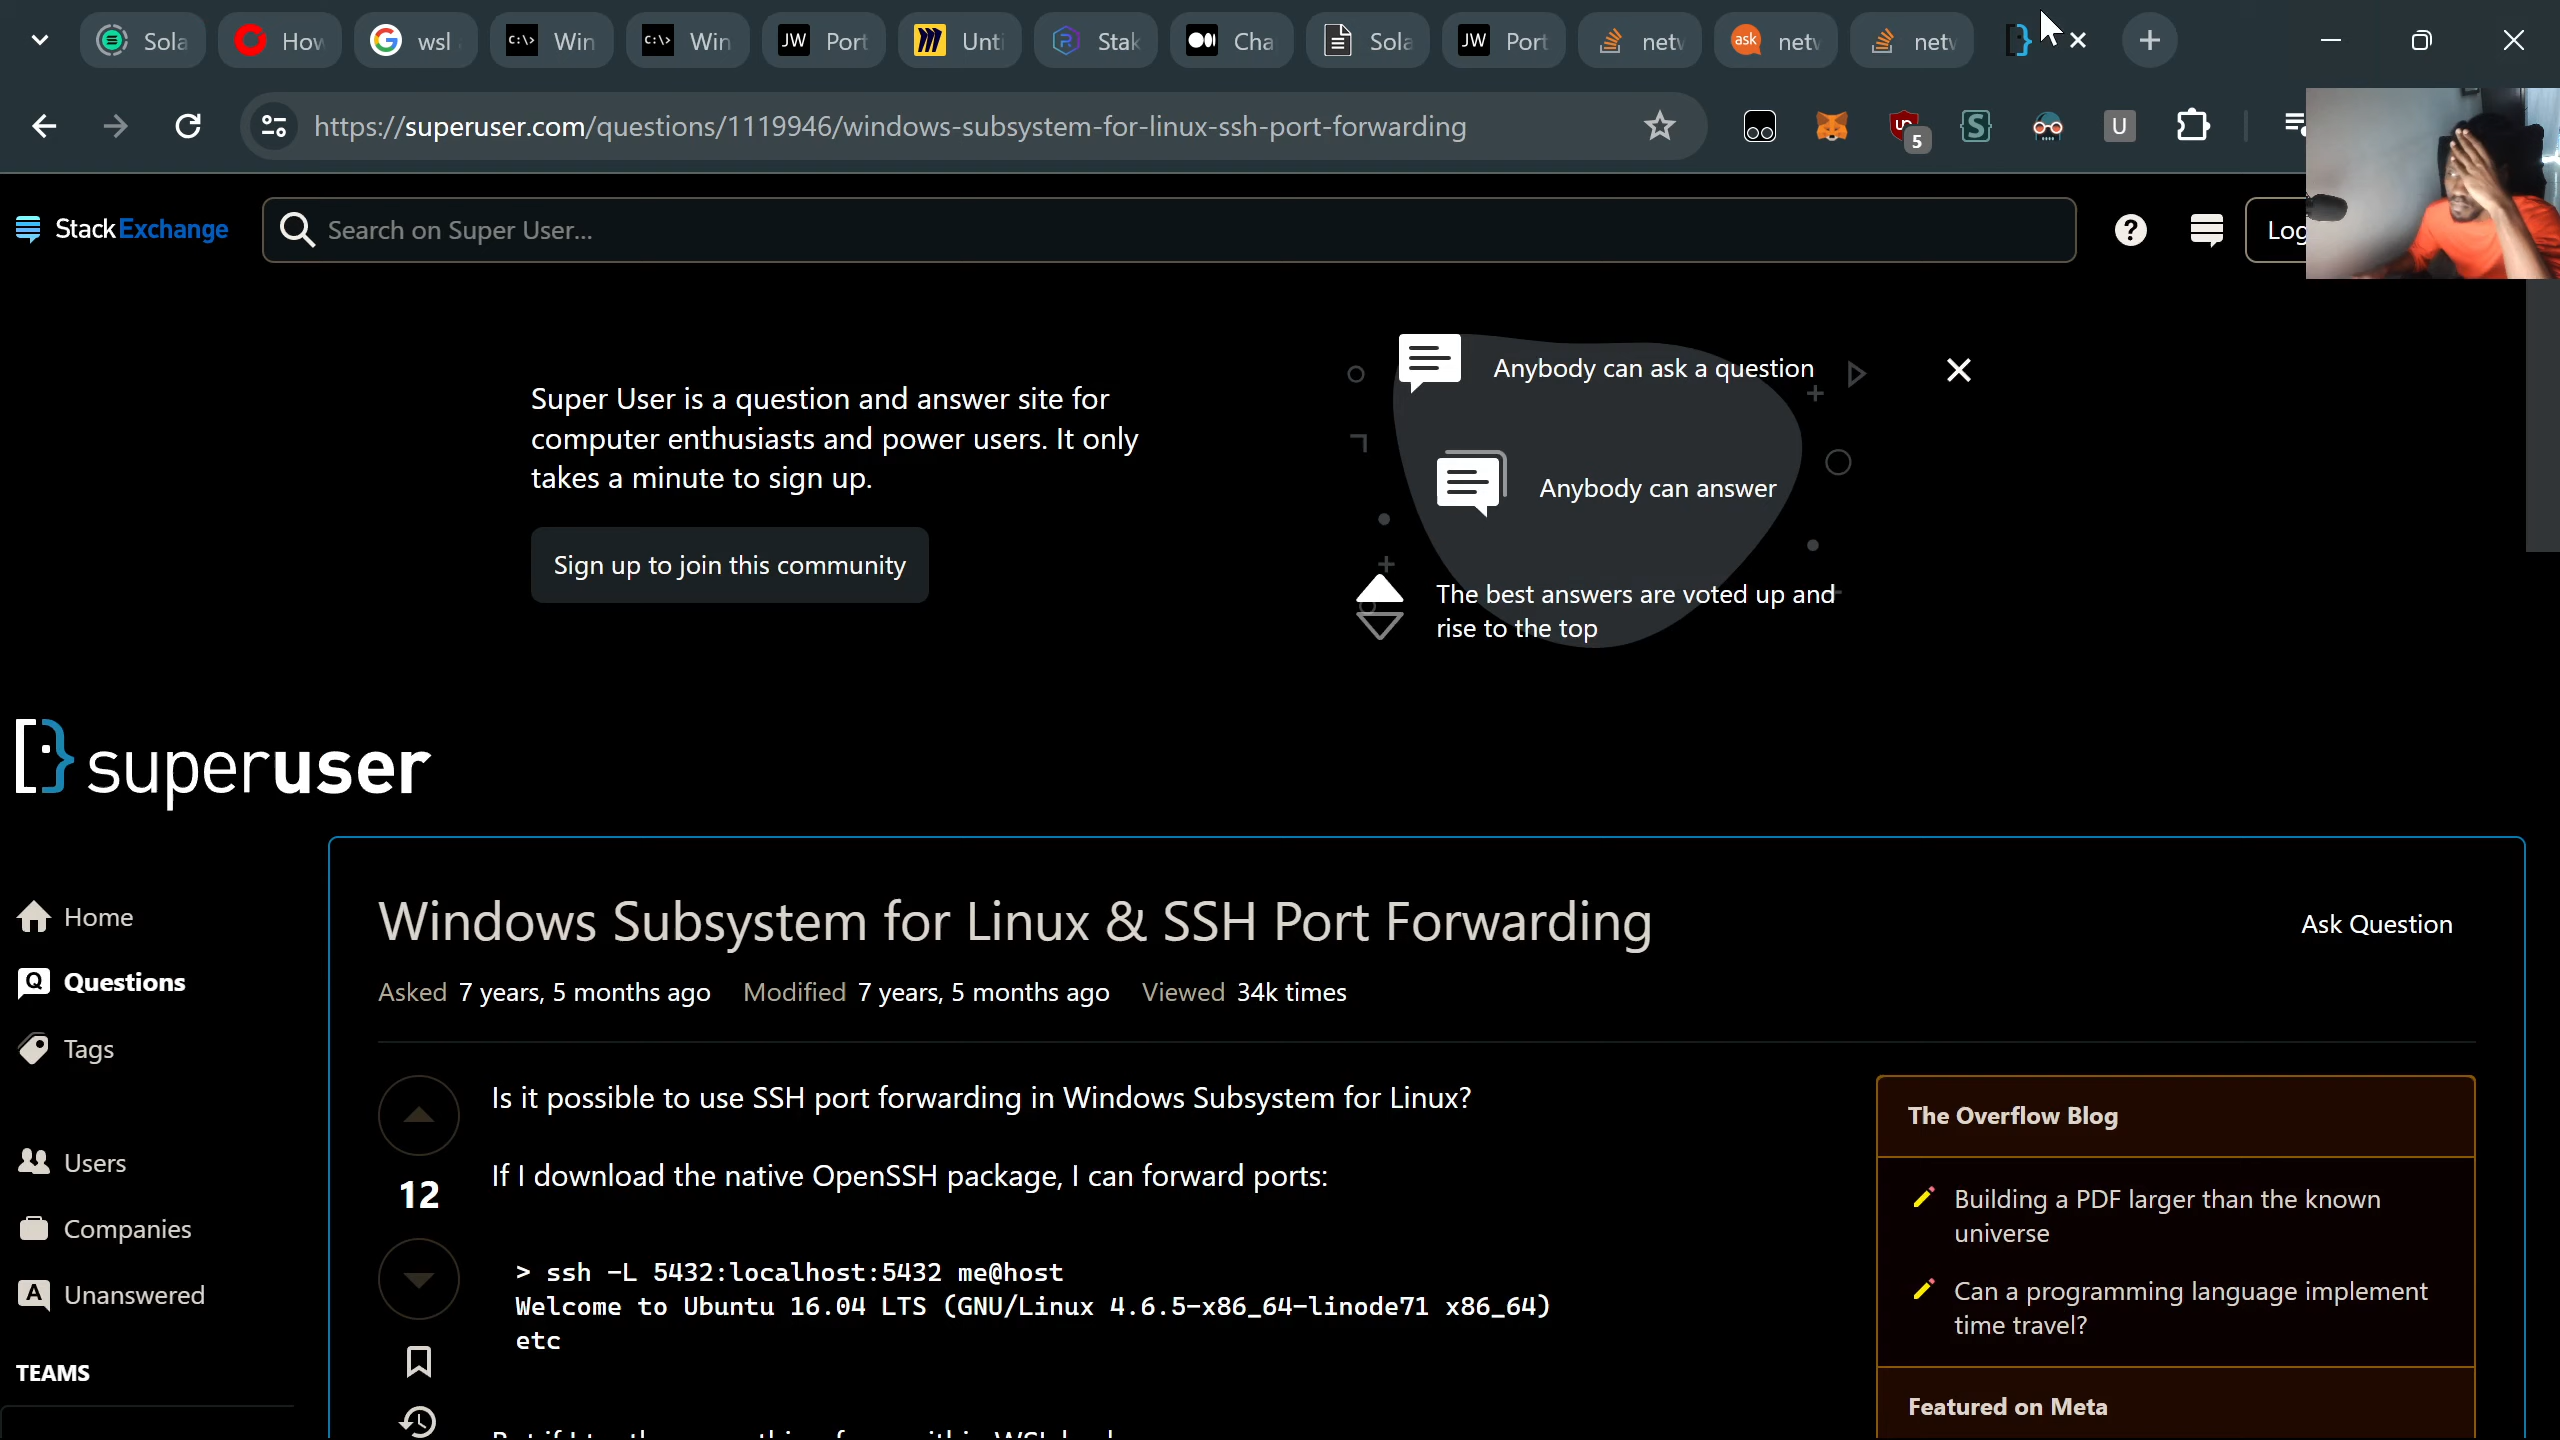 Sola
How
wsl
C:\> Win
C:\> Win
JW Port
Unti
Stak
Cha
Sola
JW Port
netw
ask netw
netw
https://superuser.com/questions/1119946/windows-subsystem-for-linux-ssh-port-forwarding
5
S
U
StackExchange
Search on Super User...
Log
Super User is a question and answer site for
computer enthusiasts and power users. It only
takes a minute to sign up.
Sign up to join this community
Anybody can ask a question
Anybody can answer
The best answers are voted up and
rise to the top
superuser
Home
Questions
Tags
Users
Companies
Unanswered
TEAMS
Windows Subsystem for Linux & SSH Port Forwarding
Ask Question
Asked 7 years, 5 months ago Modified 7 years, 5 months ago Viewed 34k times
12
Is it possible to use SSH port forwarding in Windows Subsystem for Linux?
If I download the native OpenSSH package, I can forward ports:
> ssh -L 5432:localhost:5432 me@host
Welcome to Ubuntu 16.04 LTS (GNU/Linux 4.6.5-x86_64-linode71 x86_64)
etc
The Overflow Blog
Building a PDF larger than the known
universe
Can a programming language implement
time travel?
Featured on Meta